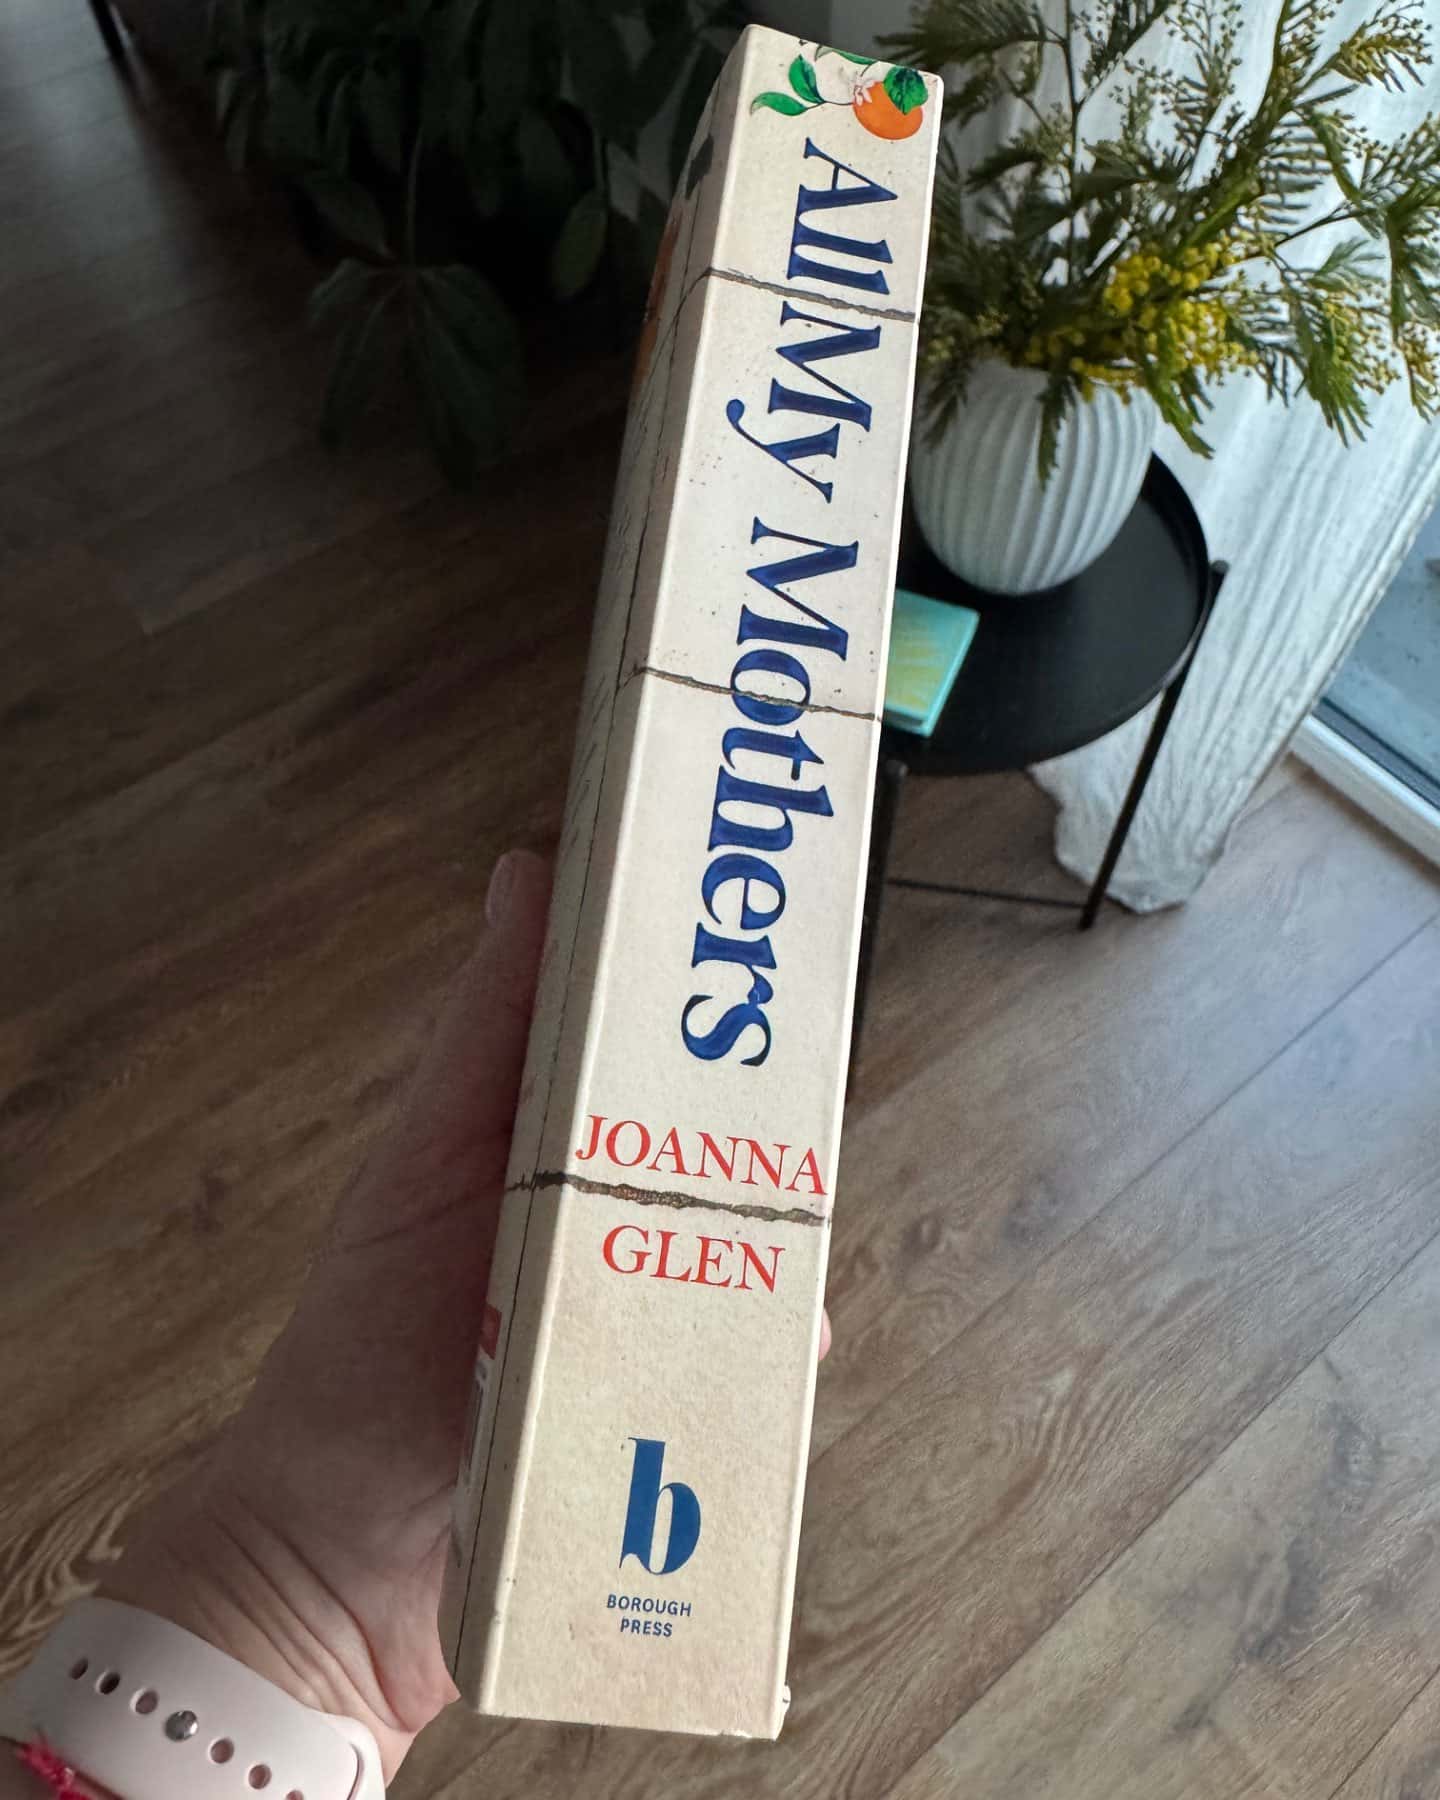 All My Mothers
JOANNA
GLEN
b
BOROUGH
PRESS